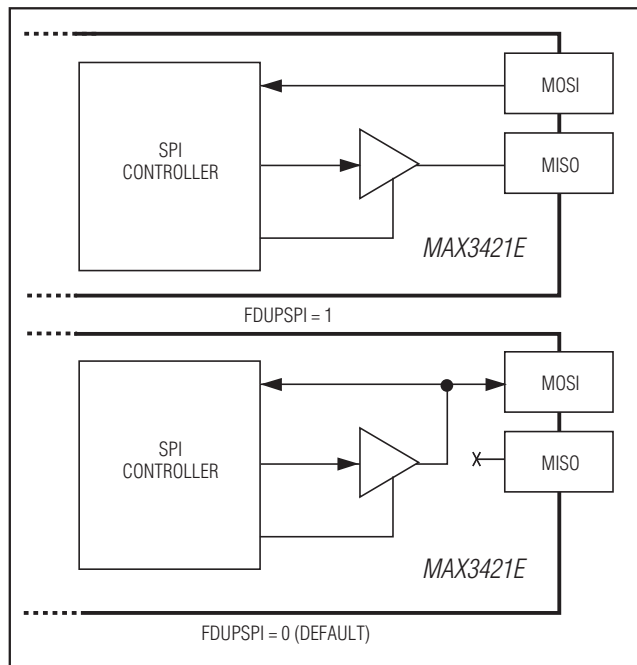 MOSI
SPI
CONTROLLER
MISO
MAX3421E
FDUPSPI = 1
MOSI
SPI
CONTROLLER
MISO
MAX3421E
FDUPSPI = 0 (DEFAULT)